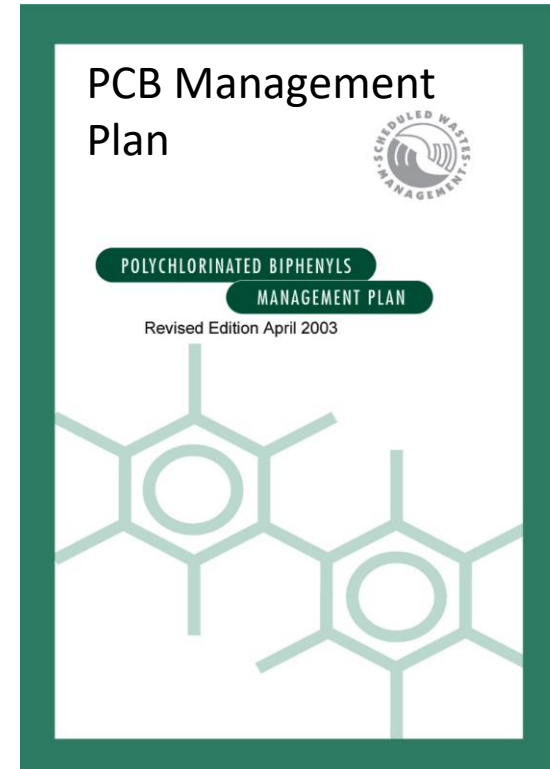 PCB Management
Plan
SCHEDULED WASTES
MANAGEMENT
POLYCHLORINATED BIPHENYLS
MANAGEMENT PLAN
Revised Edition April 2003